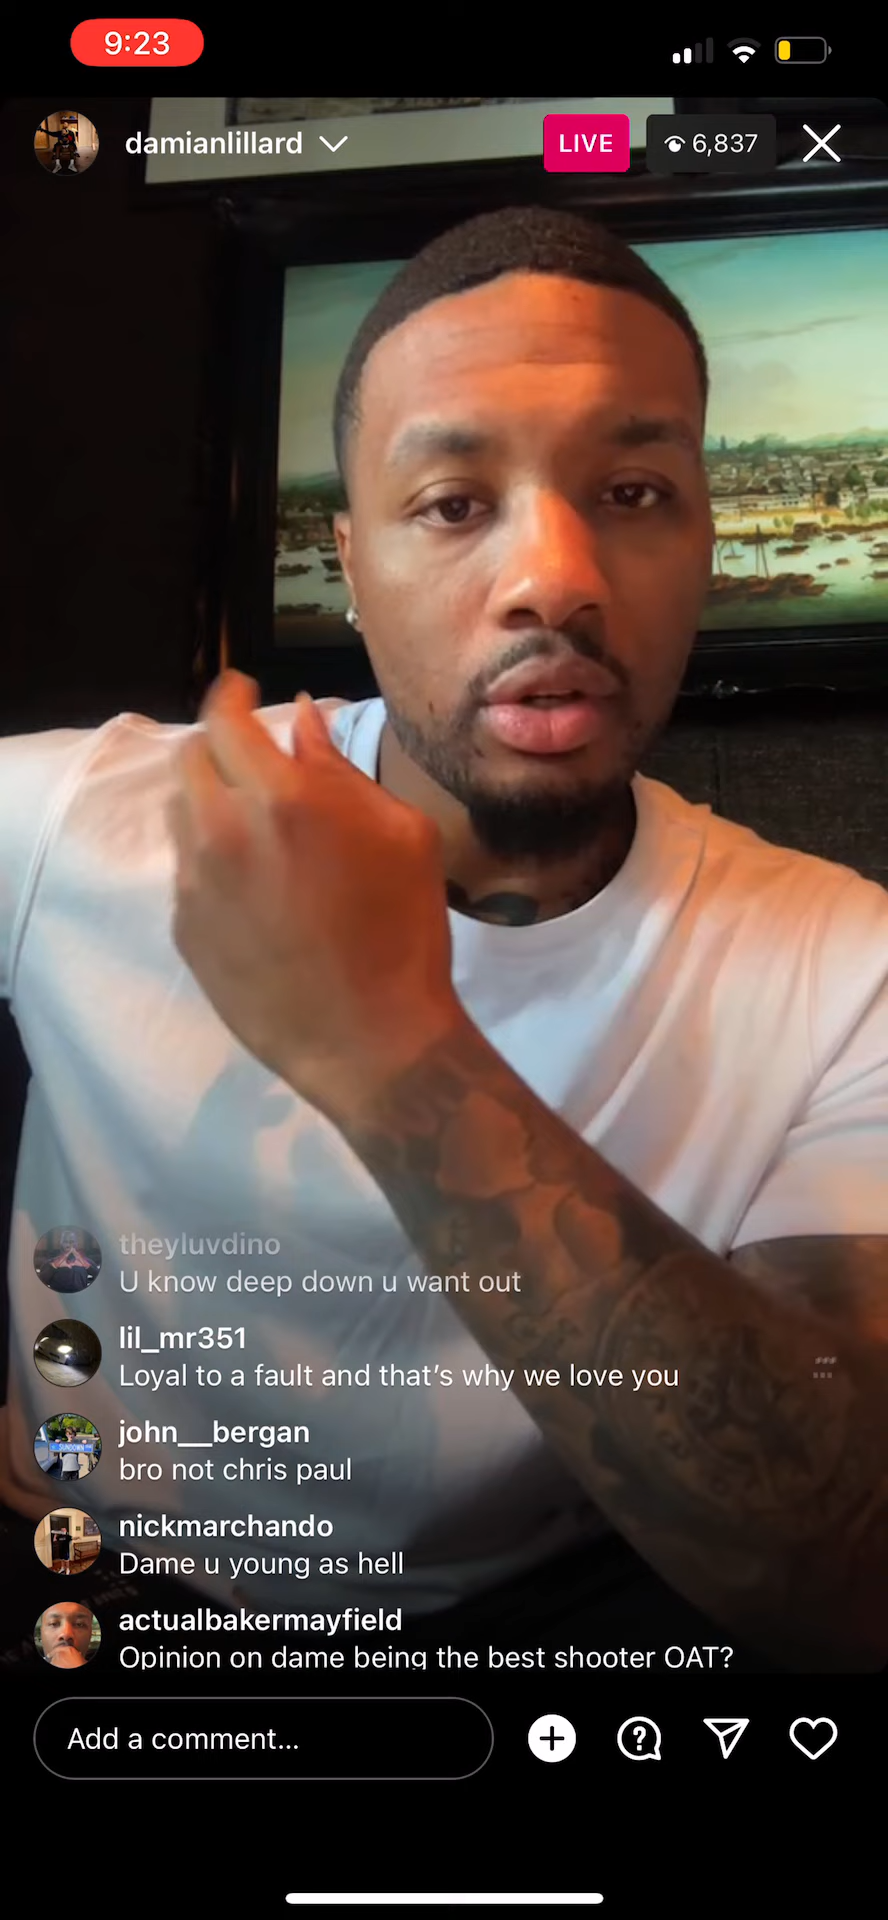 9:23
damianlillard
LIVE
6,837
theyluvdino
U know deep down u want out
lil_mr351
Loyal to a fault and that’s why we love you
john__bergan
bro not chris paul
nickmarchando
Dame u young as hell
actualbakermayfield
Opinion on dame being the best shooter OAT?
Add a comment...